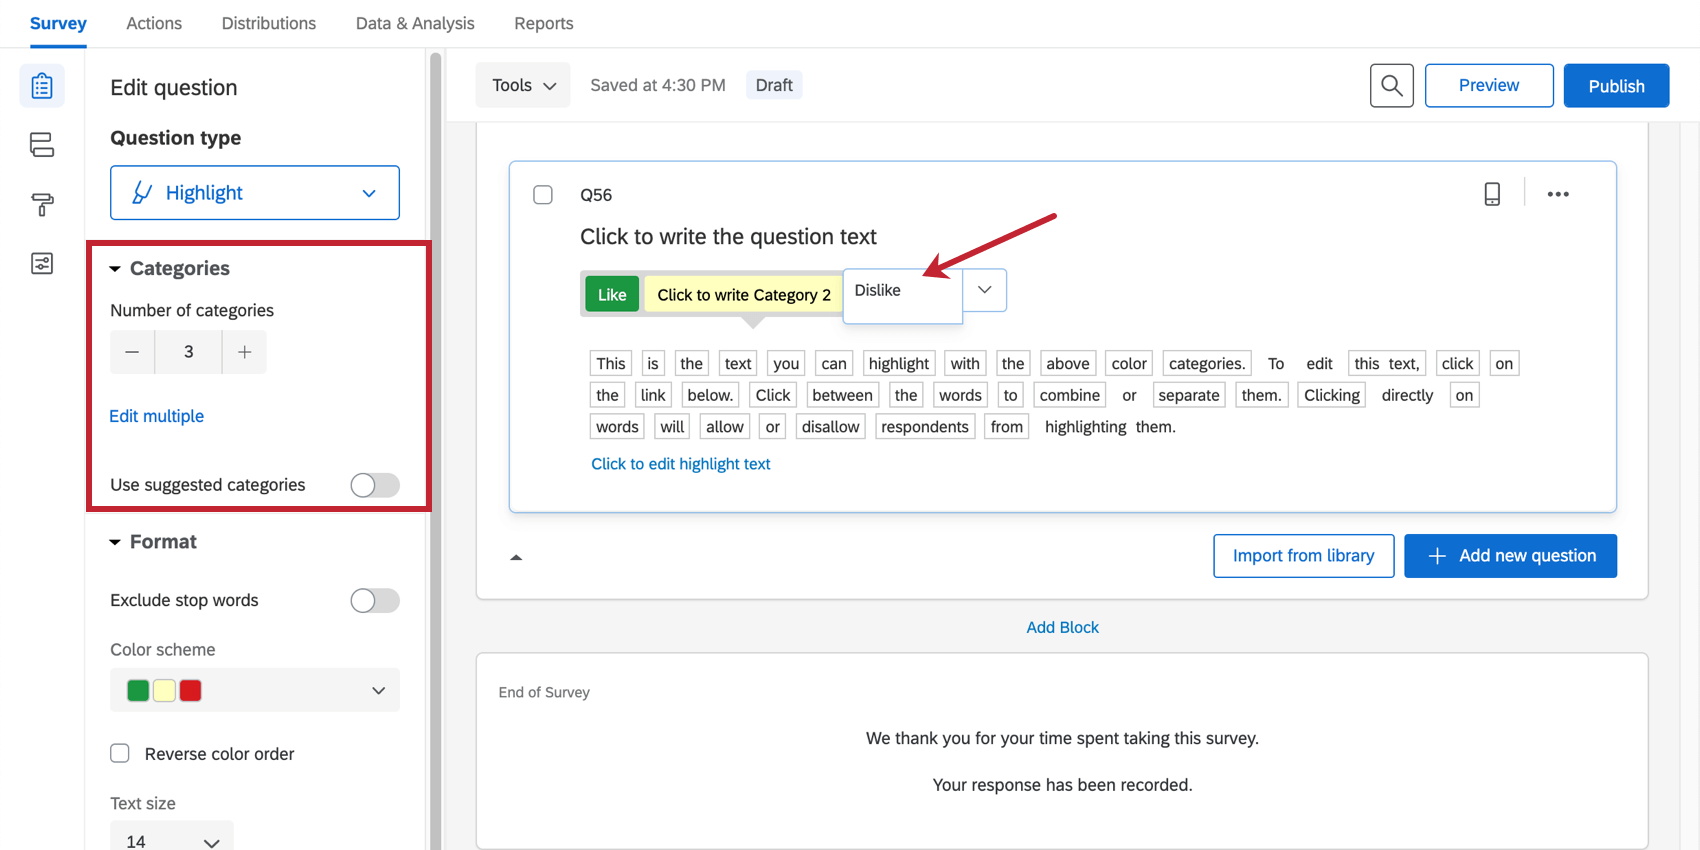 Survey Actions Distributions Data & Analysis Reports
Edit question
Question type
Highlight
Categories
Number of categories
3
Edit multiple
Use suggested categories
Format
Exclude stop words
Color scheme
Reverse color order
Text size
14
Tools Saved at 4:30 PM Draft Preview Publish
Q56
Click to write the question text
Like Click to write Category 2 Dislike
This is the text you can highlight with the above color categories. To edit this text, click on
the link below. Click between the words to combine or separate them. Clicking directly on
words will allow or disallow respondents from highlighting them.
Click to edit highlight text
Import from library Add new question
Add Block
End of Survey
We thank you for your time spent taking this survey.
Your response has been recorded.